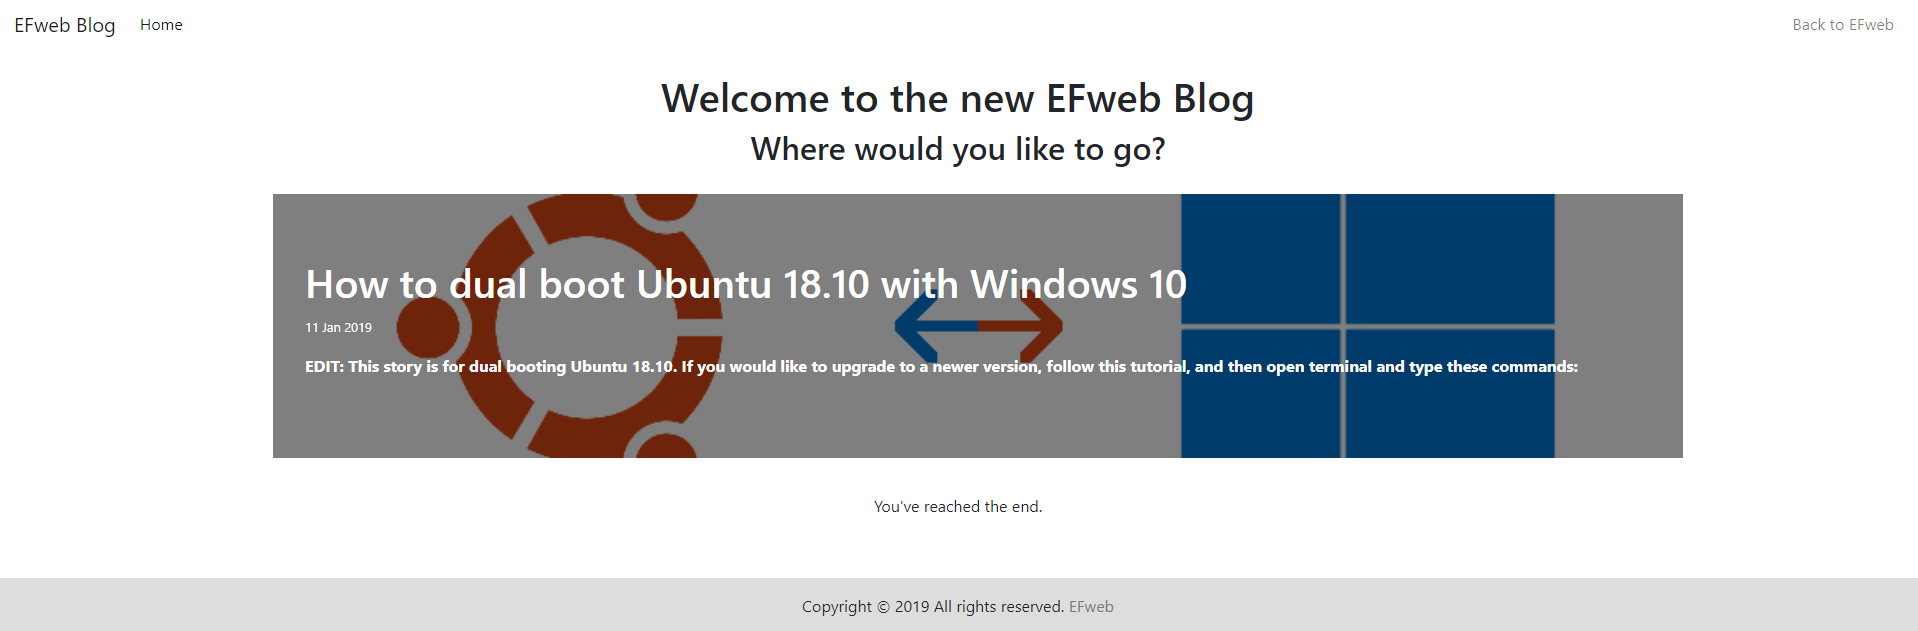 EFweb Blog Home Back to EFweb
Welcome to the new EFweb Blog
Where would you like to go?
How to dual boot Ubuntu 18.10 with Windows 10
11 Jan 2019
EDIT: This story is for dual booting Ubuntu 18.10. If you would like to upgrade to a newer version, follow this tutorial, and then open terminal and type these commands:
You've reached the end.
Copyright © 2019 All rights reserved. EFweb